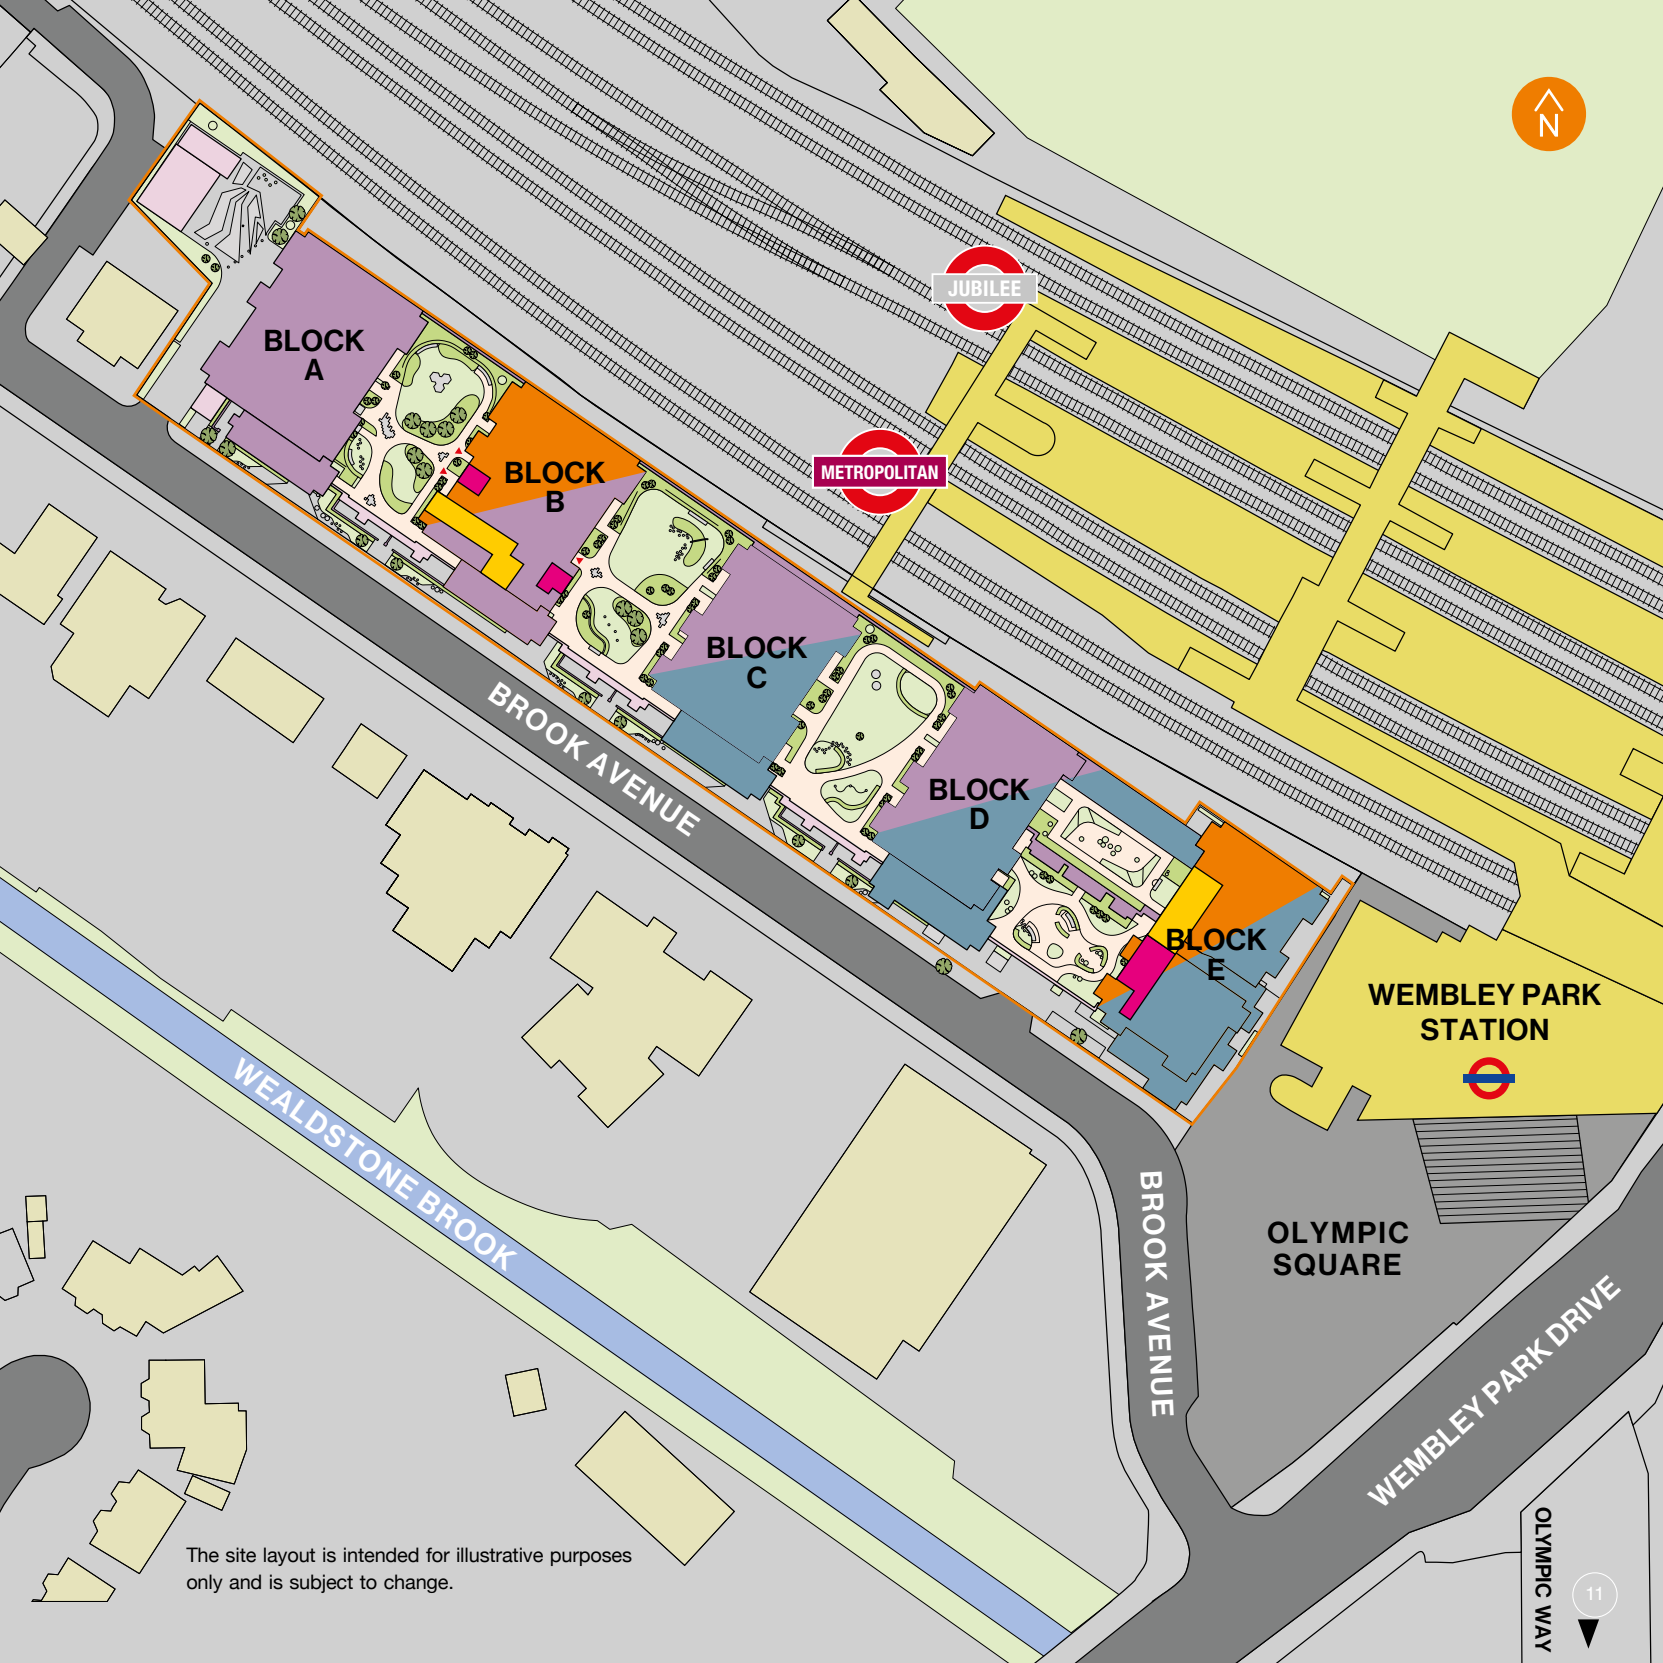 N
JUBILEE
METROPOLITAN
BLOCK
A
BLOCK
B
BLOCK
C
BLOCK
D
BLOCK
E
BROOK AVENUE
WEMBLEY PARK
STATION
WEALDSTONE BROOK
BROOK AVENUE
OLYMPIC
SQUARE
WEMBLEY PARK DRIVE
OLYMPIC WAY
The site layout is intended for illustrative purposes
only and is subject to change.
11